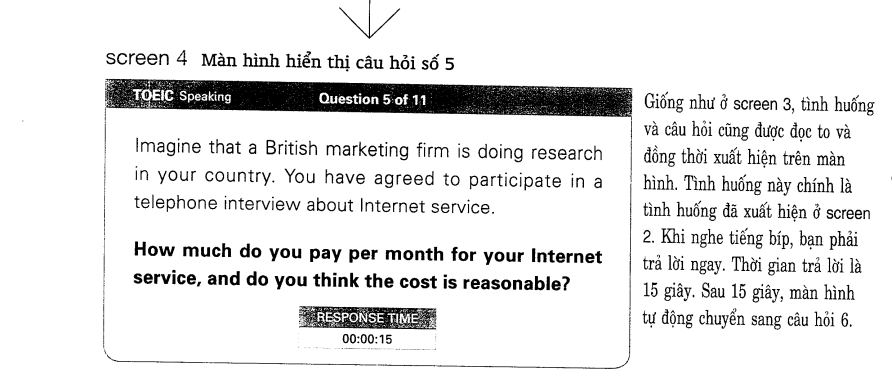 screen 4 Màn hình hiển thị câu hỏi số 5
TOEIC Speaking
Question 5 of 11
Imagine that a British marketing firm is doing research
in your country. You have agreed to participate in a
telephone interview about Internet service.
How much do you pay per month for your Internet
service, and do you think the cost is reasonable?
RESPONSE TIME
00:00:15
Giống như ở screen 3, tình huống
và câu hỏi cũng được đọc to và
đồng thời xuất hiện trên màn
hình. Tình huống này chính là
tình huống đã xuất hiện ở screen
2. Khi nghe tiếng bíp, bạn phải
trả lời ngay. Thời gian trả lời là
15 giây. Sau 15 giây, màn hình
tự động chuyển sang câu hỏi 6.